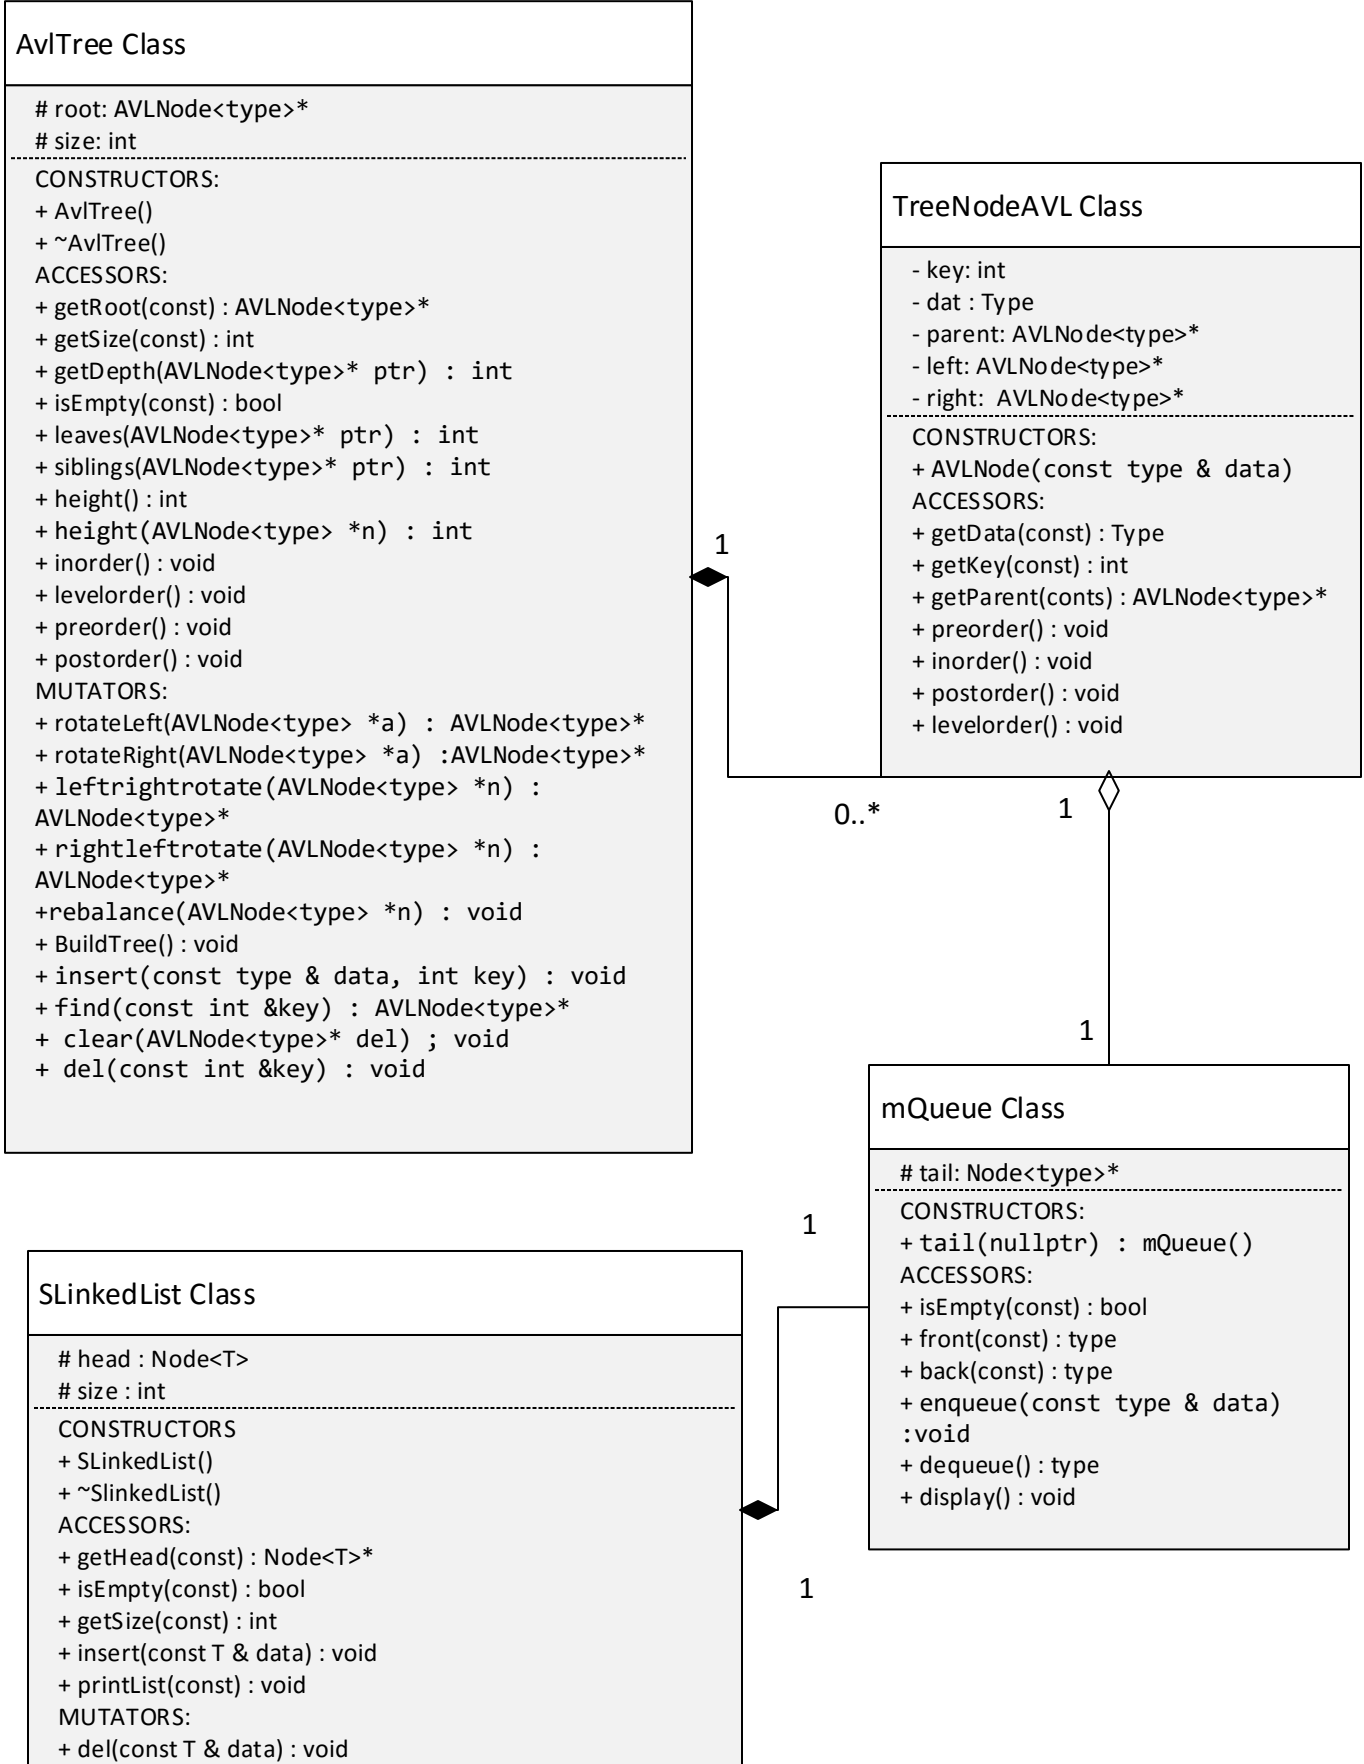 AvlTree Class
# root: AVLNode<type>*
# size: int
CONSTRUCTORS:
+ AvlTree()
+ ~AvlTree()
ACCESSORS:
+ getRoot(const) : AVLNode<type>*
+ getSize(const) : int
+ getDepth(AVLNode<type>* ptr) : int
+ isEmpty(const) : bool
+ leaves(AVLNode<type>* ptr) : int
+ siblings(AVLNode<type>* ptr) : int
+ height() : int
+ height(AVLNode<type> *n) : int
+ inorder() : void
+ levelorder() : void
+ preorder() : void
+ postorder() : void
MUTATORS:
+ rotateLeft(AVLNode<type> *a) : AVLNode<type>*
+ rotateRight(AVLNode<type> *a) :AVLNode<type>*
+ leftrightrotate(AVLNode<type> *n) :
AVLNode<type>*
+ rightleftrotate(AVLNode<type> *n) :
AVLNode<type>*
+rebalance(AVLNode<type> *n) : void
+ BuildTree() : void
+ insert(const type & data, int key) : void
+ find(const int &key) : AVLNode<type>*
+ clear(AVLNode<type>* del) ; void
+ del(const int &key) : void
1
0..*
TreeNodeAVL Class
- key: int
- dat : Type
- parent: AVLNode<type>*
- left: AVLNode<type>*
- right: AVLNode<type>*
CONSTRUCTORS:
+ AVLNode(const type & data)
ACCESSORS:
+ getData(const) : Type
+ getKey(const) : int
+ getParent(conts) : AVLNode<type>*
+ preorder() : void
+ inorder() : void
+ postorder() : void
+ levelorder() : void
1
1
mQueue Class
# tail: Node<type>*
CONSTRUCTORS:
+ tail(nullptr) : mQueue()
ACCESSORS:
+ isEmpty(const) : bool
+ front(const) : type
+ back(const) : type
+ enqueue(const type & data)
:void
+ dequeue() : type
+ display() : void
1
1
SLinkedList Class
# head : Node<T>
# size : int
CONSTRUCTORS
+ SLinkedList()
+ ~SlinkedList()
ACCESSORS:
+ getHead(const) : Node<T>*
+ isEmpty(const) : bool
+ getSize(const) : int
+ insert(const T & data) : void
+ printList(const) : void
MUTATORS:
+ del(const T & data) : void